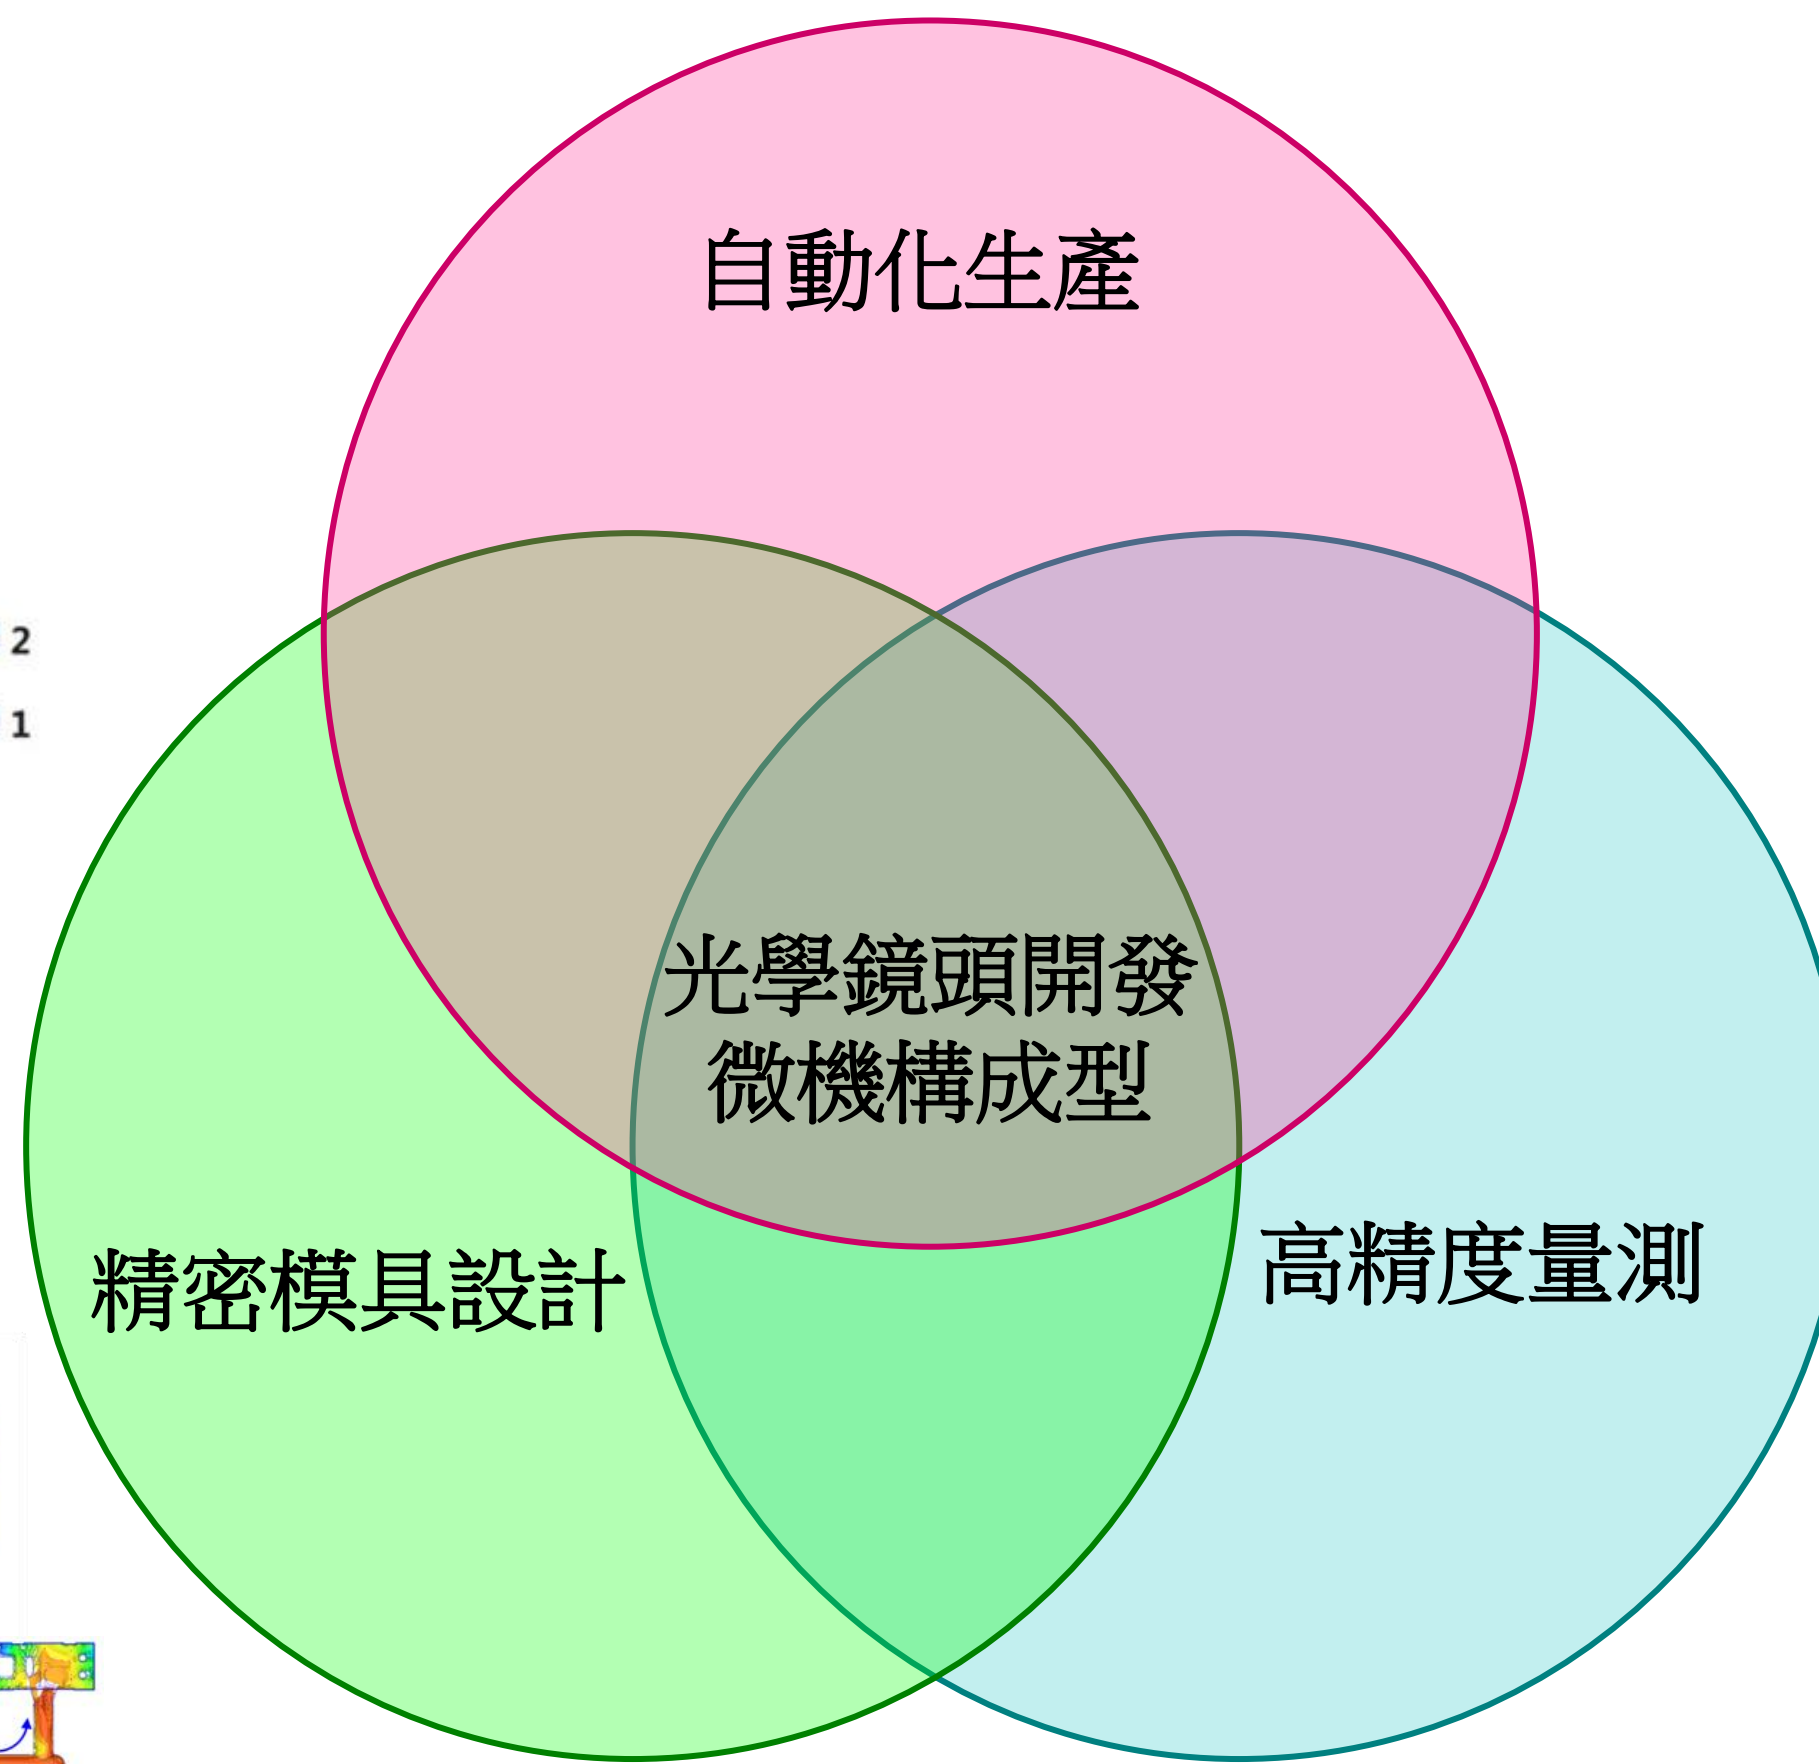 自動化生產
2
1
光學鏡頭開發
微機構成型
高精度量測
精密模具設計